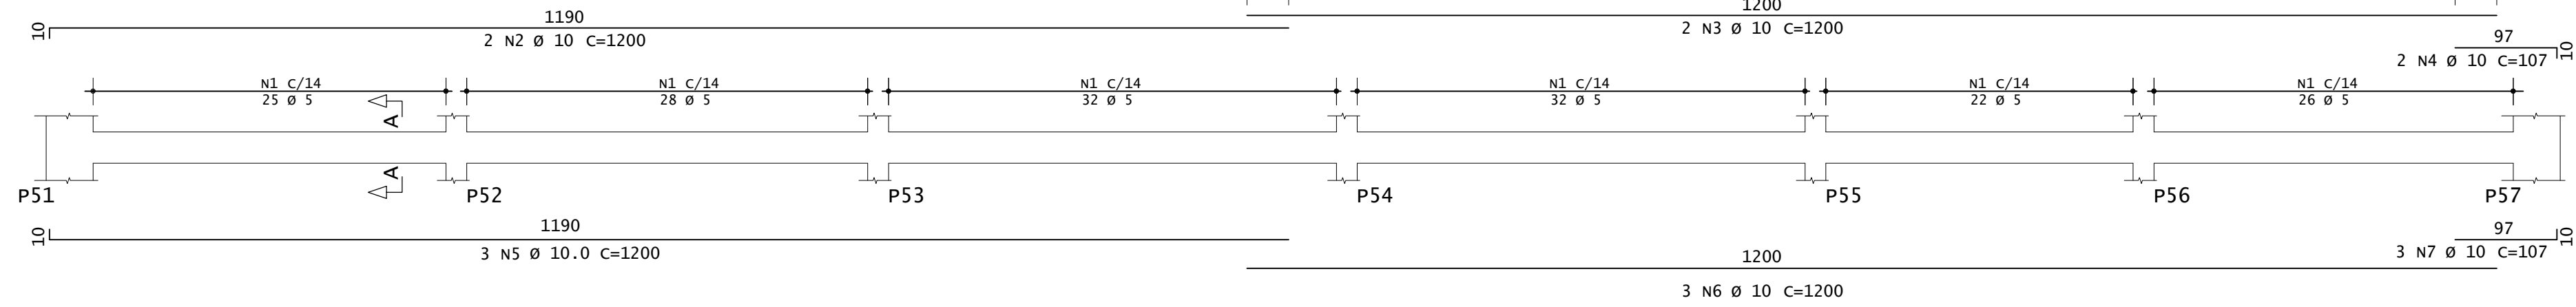 1200
1190
10
2 N2 Ø 10 C=1200
2 N3 Ø 10 C=1200
97
10
2 N4 Ø 10 C=107
N1 C/14
25 Ø 5
N1 C/14
28 Ø 5
N1 C/14
32 Ø 5
N1 C/14
32 Ø 5
N1 C/14
22 Ø 5
N1 C/14
26 Ø 5
A
A
P51
P52
P53
P54
P55
P56
P57
1190
10
3 N5 Ø 10.0 C=1200
97
10
3 N7 Ø 10 C=107
1200
3 N6 Ø 10 C=1200